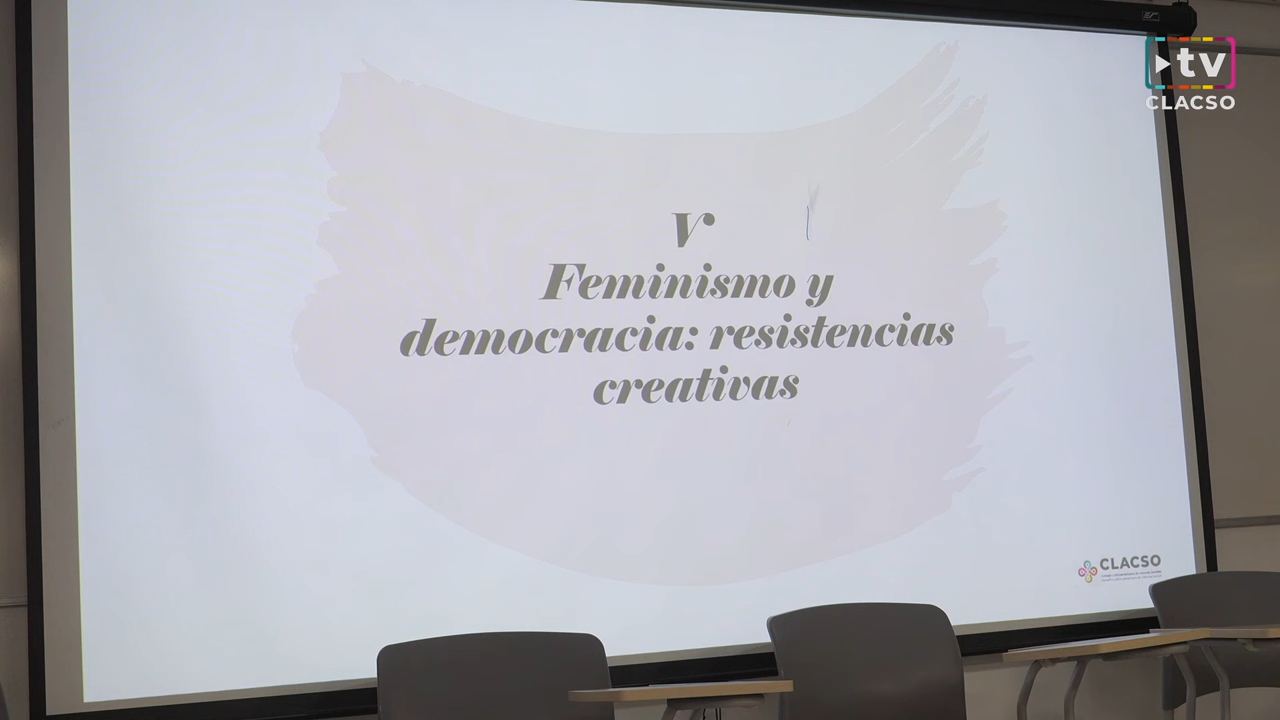 tv
CLACSO
V
Feminismo y
democracia: resistencias
creativas
CLACSO